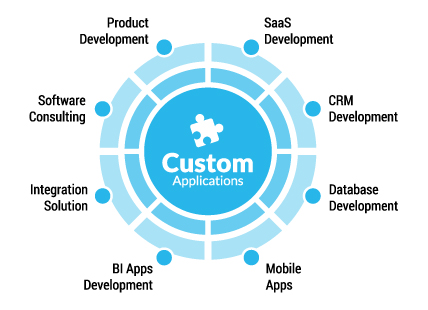 Product
Development
SaaS
Development
Software
Consulting
CRM
Development
Custom
Applications
Integration
Solution
Database
Development
BI Apps
Development
Mobile
Apps